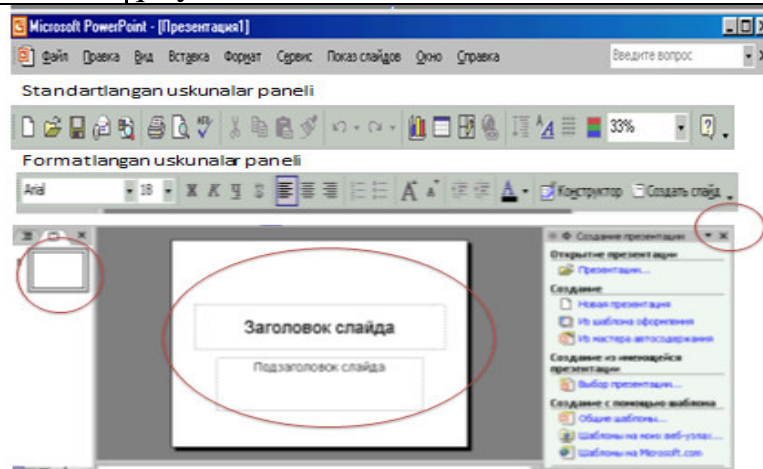 Microsoft PowerPoint - [Презентация1]
Файл Правка Вид Вставка Формат Сервис Показ слайдов Окно Справка Введите вопрос
Standartlangan uskunalar paneli
33%
Formatlangan uskunalar paneli
Arial 18 Ж К Ч S Конструктор Создать слайд
Создание презентации
Открытие презентации
Презентации...
Создание
Новая презентация
Из шаблона оформления
Из мастера автосодержания
Создание из имеющейся презентации
Выбор презентации...
Создание с помощью шаблона
Общие шаблоны...
Шаблоны на моих веб-узлах...
Шаблоны на Microsoft.com
Заголовок слайда
Подзаголовок слайда